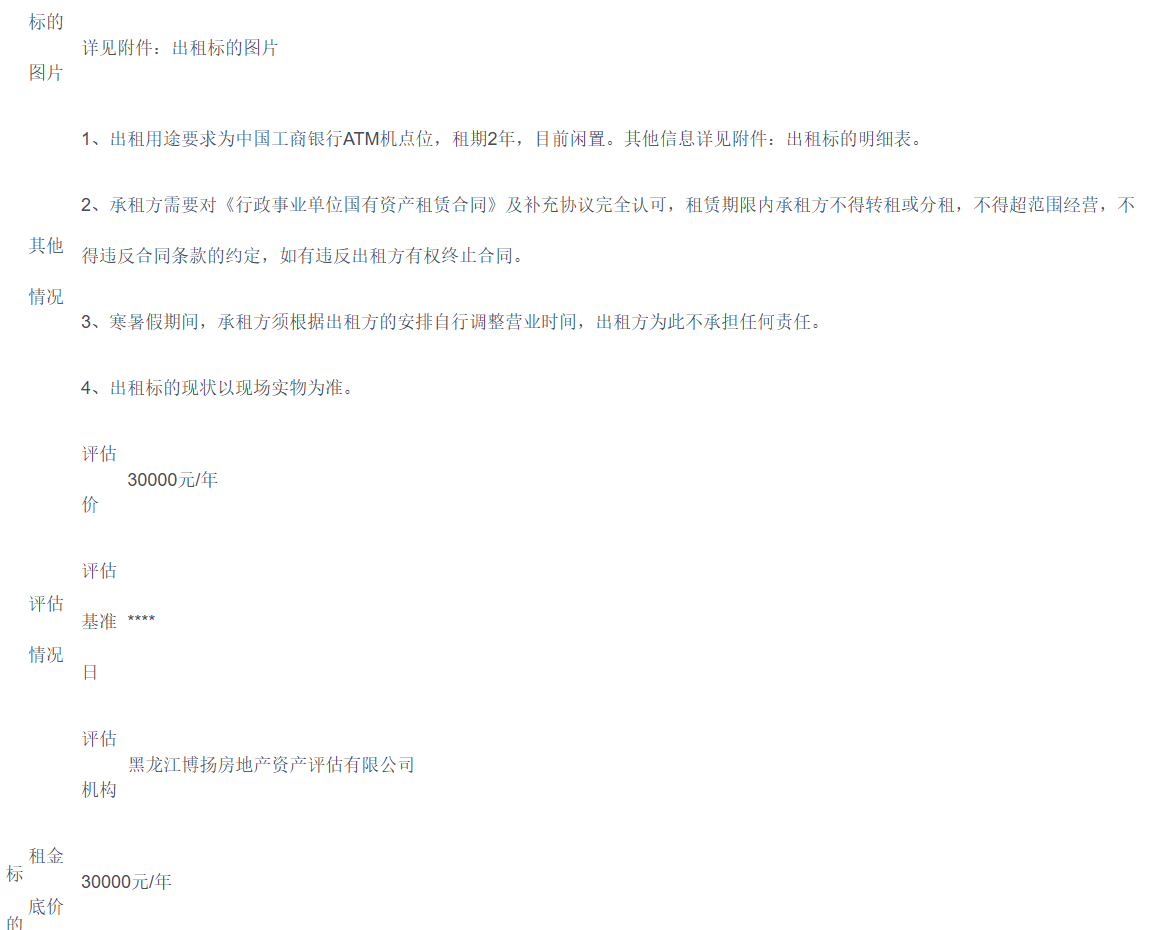 标的
图片
详见附件：出租标的图片
其他
情况
1、出租用途要求为中国工商银行ATM机点位，租期2年，目前闲置。其他信息详见附件：出租标的明细表。
2、承租方需要对《行政事业单位国有资产租赁合同》及补充协议完全认可，租赁期限内承租方不得转租或分租，不得超范围经营，不
得违反合同条款的约定，如有违反出租方有权终止合同。
3、寒暑假期间，承租方须根据出租方的安排自行调整营业时间，出租方为此不承担任何责任。
4、出租标的现状以现场实物为准。
评估
情况
评估
价
30000元/年
评估
基准
日
****
评估
机构
黑龙江博扬房地产资产评估有限公司
标
的
租金
底价
30000元/年